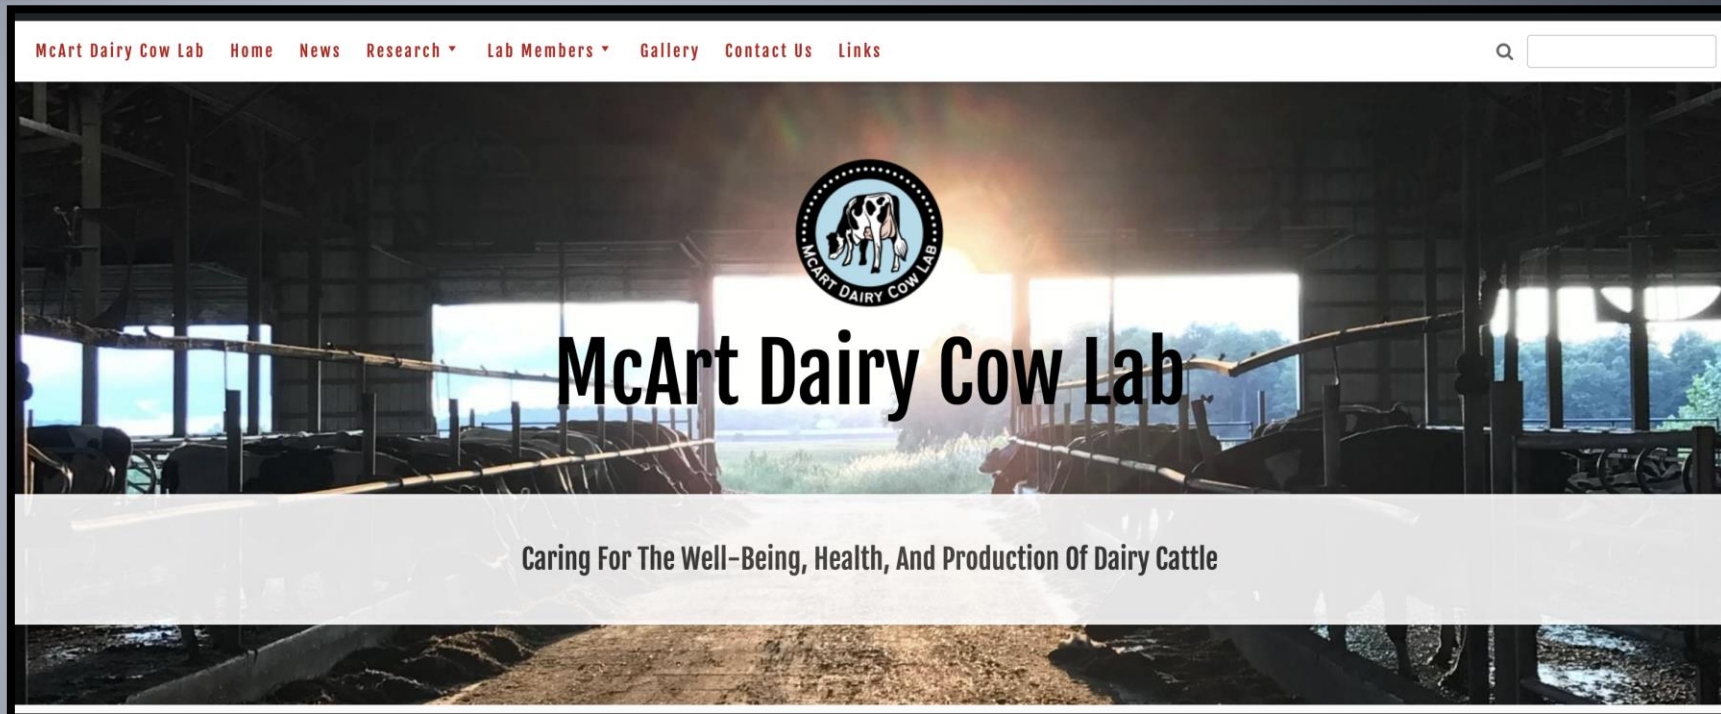 McArt Dairy Cow Lab Home News Research Lab Members Gallery Contact Us Links
MCART DAIRY COW LAB
McArt Dairy Cow Lab
Caring For The Well-Being, Health, And Production Of Dairy Cattle